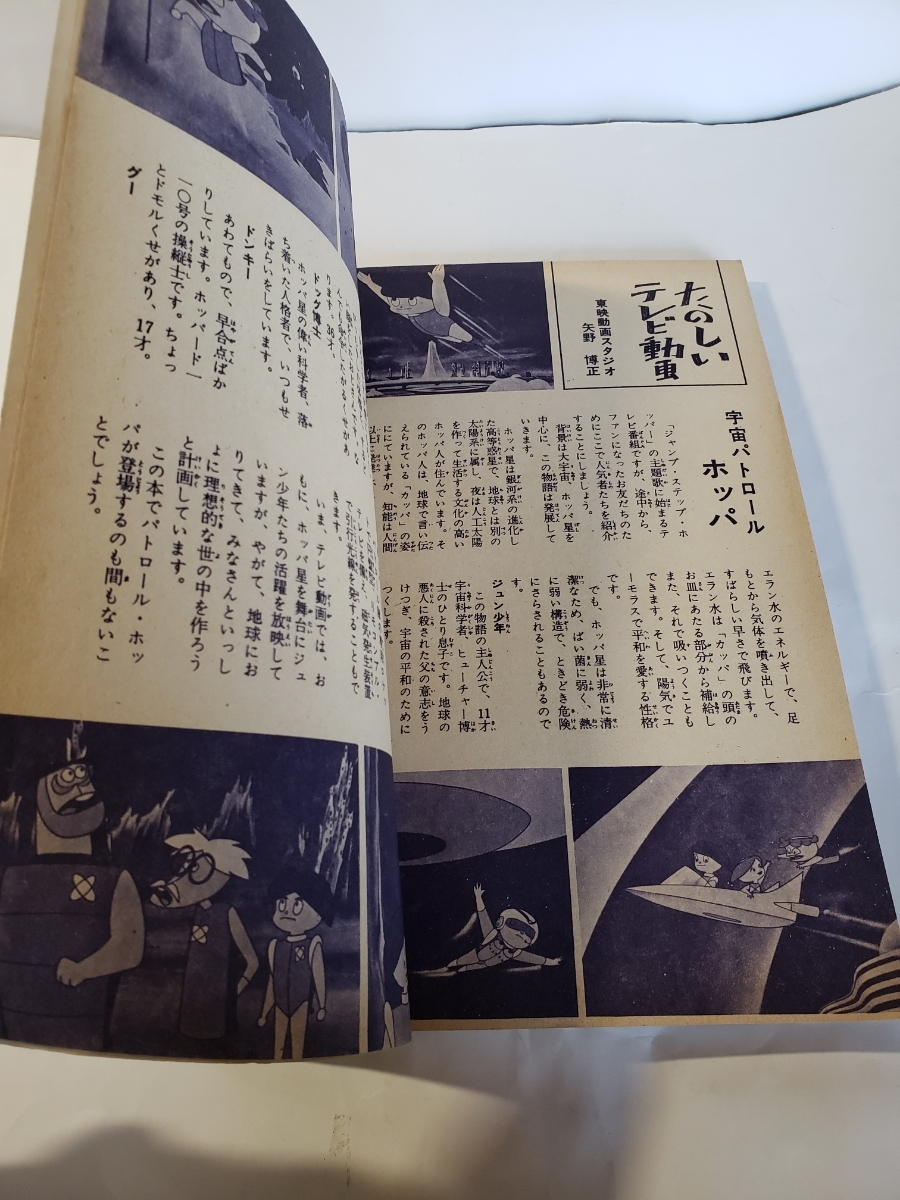 たのしい
テレビ動画
東映動画スタジオ
矢野 博正
宇宙パトロール
ホッパ
「ジャンプ・ステップ・ホ
ッパー」の主題歌に始まるテ
レビ番組ですが、途中から、
ファンになったお友だちのた
めにここで人気者たちを紹介
することにしましょう。
背景は大宇宙。ホッパ星を
中心に、この物語は発展して
いきます。
ホッパ星は銀河系の進化し
た高等惑星で、地球とは別の
太陽系に属し、夜は人工太陽
を作って生活する文化の高い
ホッパ人が住んでいます。そ
のホッパ人は、地球で言い伝
えられている「カッパ」の姿
ににていますが、知能は人間
エラン水のエネルギーで、足
もとから気体を噴き出して、
すばらしい早さで飛びます。
エラン水は「カッパ」の頭の
お皿にあたる部分から補給し
また、それで吸いつくことも
できます。そして、陽気でユ
ーモラスで平和を愛する性格
です。
でも、ホッパ星は非常に清
潔なため、ばい菌に弱く、熱
に弱い構造で、ときどき危険
にさらされることもあるので
す。
ジュン少年
この物語の主人公で、11才
宇宙科学者、ヒューチャー博
士のひとり息子です。地球の
悪人に殺された父の意志をう
けつぎ、宇宙の平和のために
つくします。
ります。36才。
ドック博士
ホッパ星の偉い科学者、落
ち着いた人格者で、いつもせ
きばらいをしています。
ドンキー
あわてもので、早合点ばか
りしています。ホッパード一
一〇号の操縦士です。ちょっ
とドモルくせがあり、17才。
グー
きます。
いま、テレビ動画では、お
もに、ホッパ星を舞台にジュ
ン少年たちの活躍を放映して
いますが、やがて、地球にお
りてきて、みなさんといっし
ょに理想的な世の中を作ろう
と計画しています。
この本でパトロール・ホッ
パが登場するのも間もないこ
とでしょう。